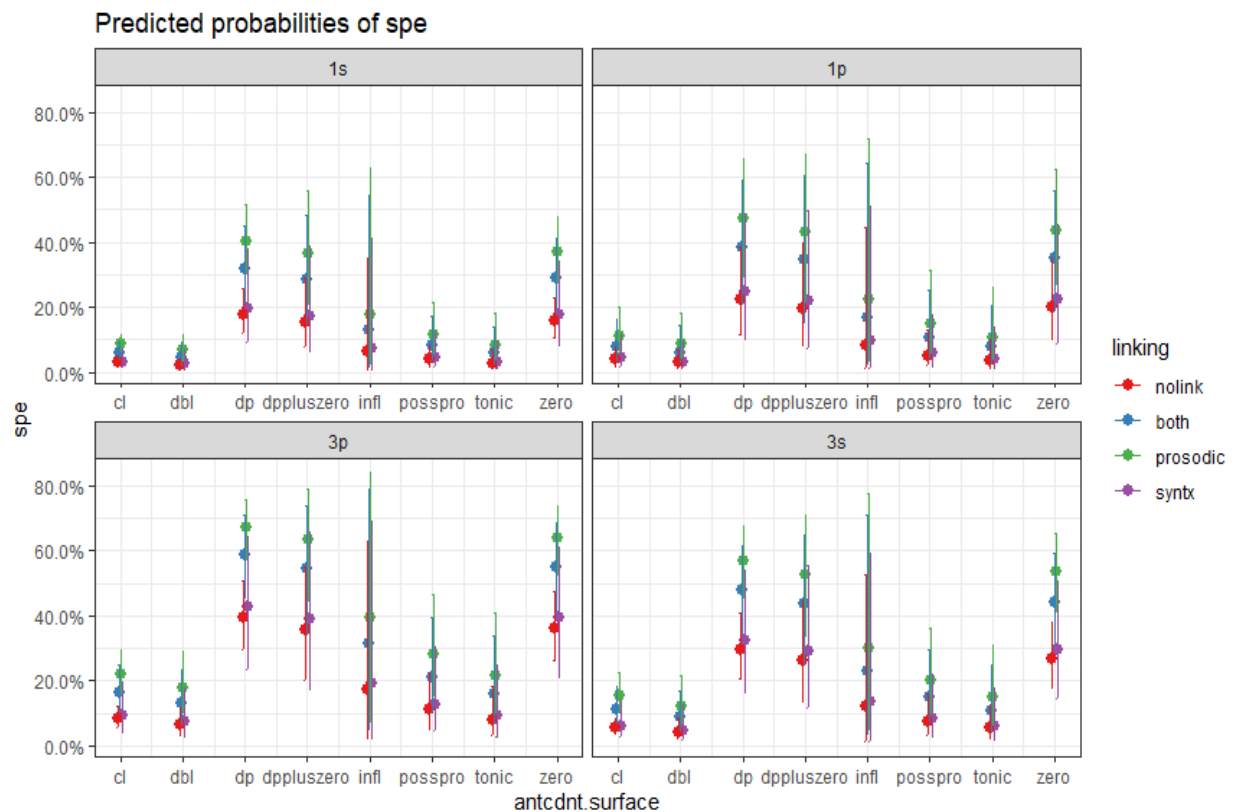 Predicted probabilities of spe
1s
1p
80.0%
60.0%
40.0%
20.0%
0.0%
cl dbl dp dppluszero infl posspro tonic zero
cl dbl dp dppluszero infl posspro tonic zero
3p
3s
80.0%
60.0%
40.0%
20.0%
0.0%
cl dbl dp dppluszero infl posspro tonic zero
cl dbl dp dppluszero infl posspro tonic zero
spe
antcdnt.surface
linking
nolink
both
prosodic
syntx